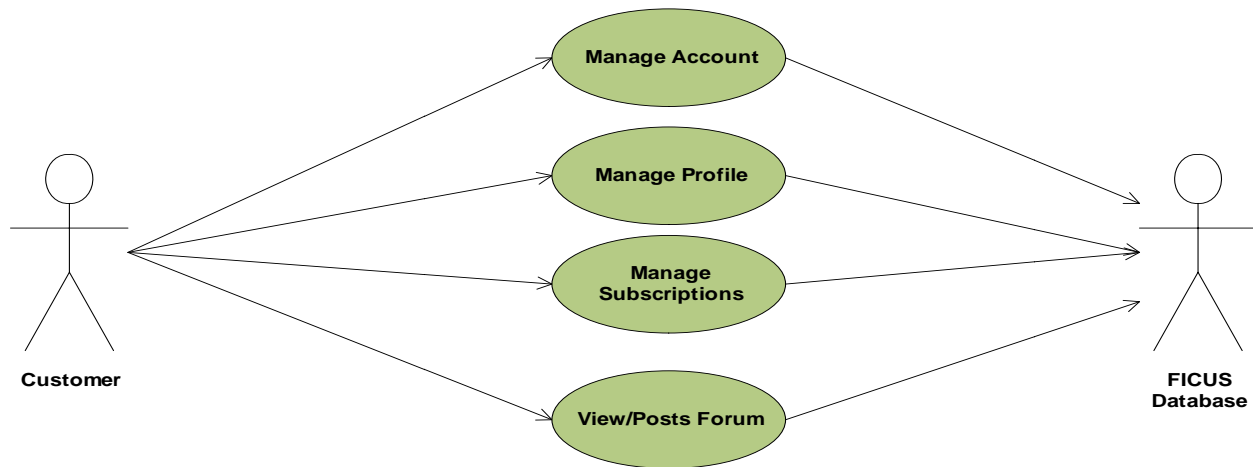 Manage Account
Manage Profile
Manage
Subscriptions
View/Posts Forum
Customer
FICUS
Database